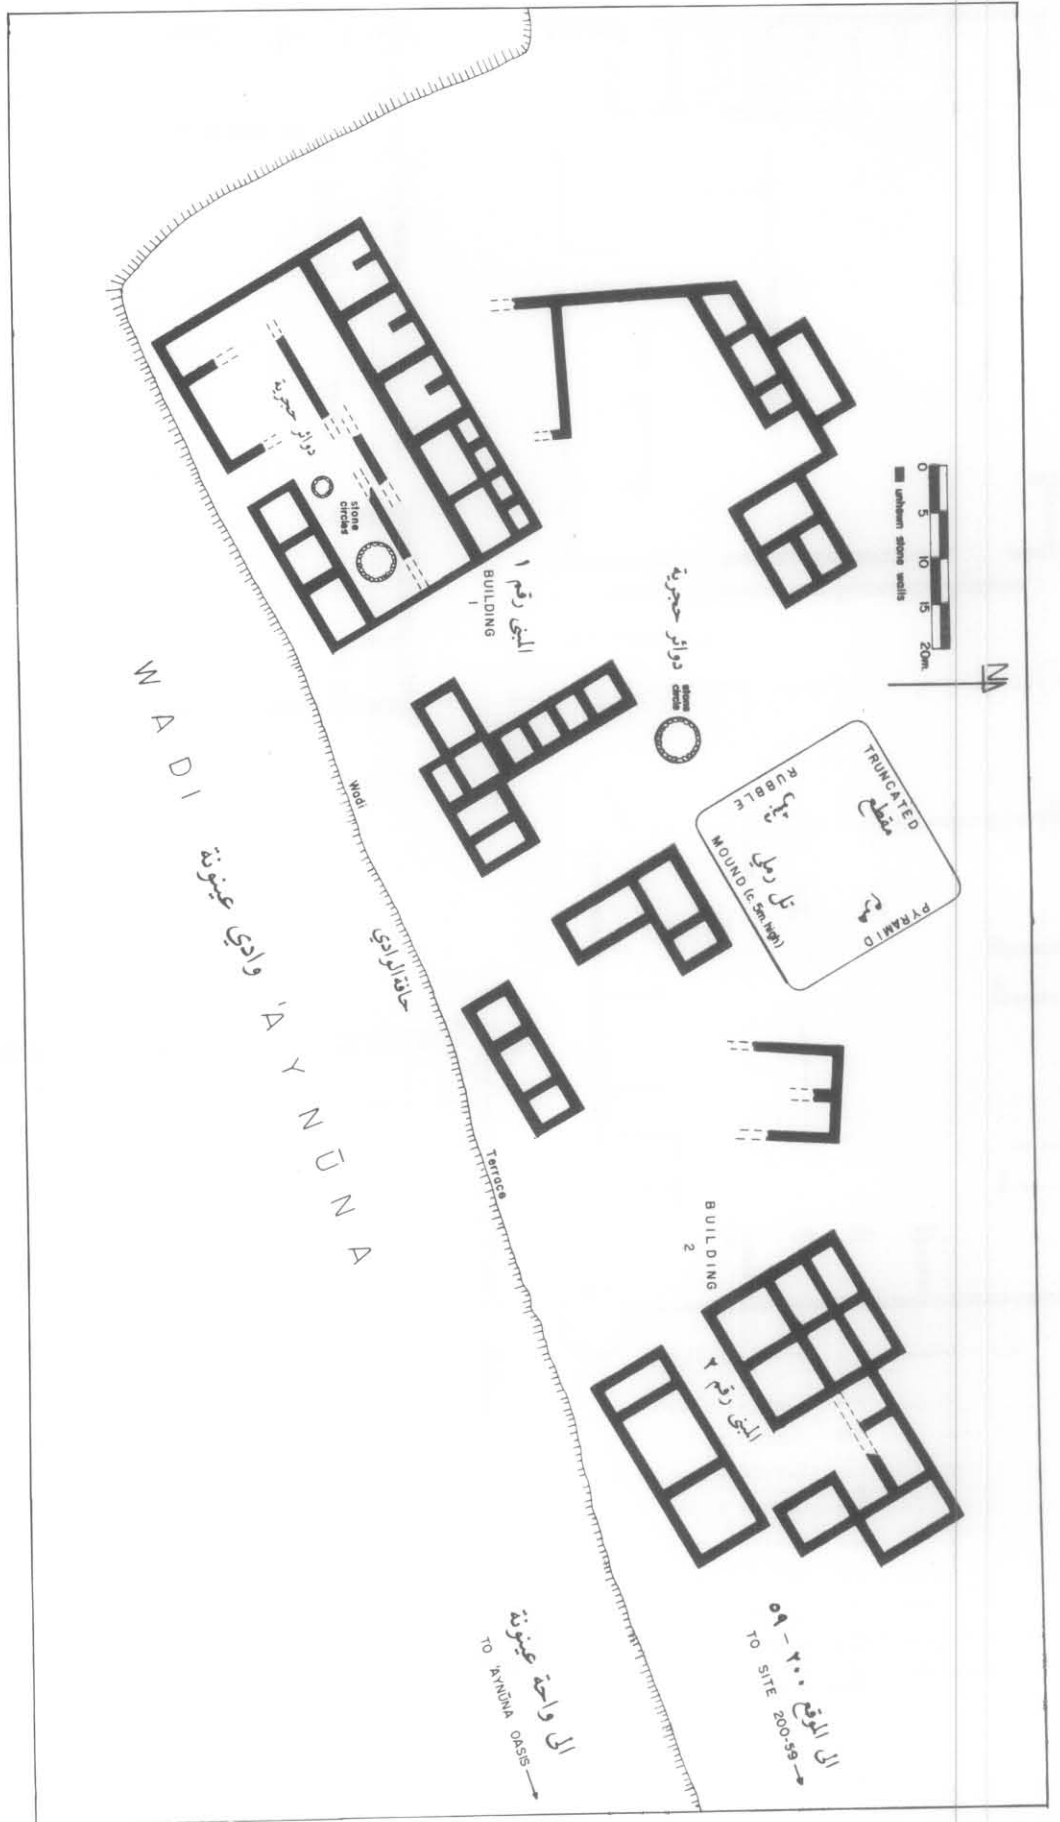 0 5 10 15 20m.
unhewn stone walls
N
المبنى رقم ١
BUILDING
1
دوائر حجرية
stone
circles
دوائر حجرية
stone
circle
TRUNCATED
مقطع
PYRAMID
RUBBLE
تل رملي
MOUND (c. 5m. high)
BUILDING
2
المبنى رقم ٢
Wadi
حافة الوادي
Terrace
WADI
وادي عينونة
'AYNŪNA
الى الموقع ٢٠٠ - ٥٩
TO SITE 200-59
الى واحة عينونة
TO 'AYNŪNA OASIS